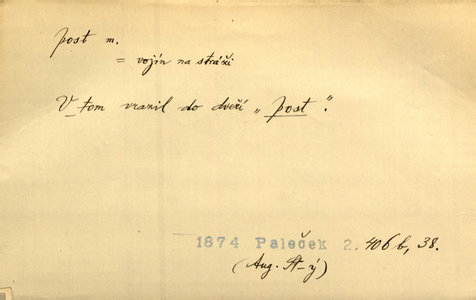 post m.
= vojín na stráži
V tom vrazil do dveří „post".
1874 Paleček 2. 406 b, 38.
(Aug. St-ý)